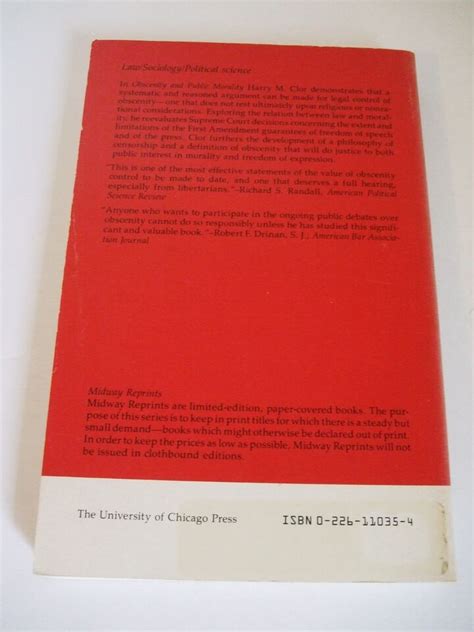 Law/Sociology/Political science
In Obscenity and Public Morality Harry M. Clor demonstrates that a
systematic and reasoned argument can be made for legal control of
obscenity—one that does not rest ultimately upon religious or nonra-
tional considerations. Exploring the relation between law and moral-
ity, he reevaluates Supreme Court decisions concerning the extent and
limitations of the First Amendment guarantees of freedom of speech
and of the press. Clor furthers the development of a philosophy of
censorship and a definition of obscenity that will do justice to both
public interest in morality and freedom of expression.
"This is one of the most effective statements of the value of obscenity
control to be made to date, and one that deserves a full hearing,
especially from libertarians."–Richard S. Randall, American Political
Science Review
"Anyone who wants to participate in the ongoing public debates over
obscenity cannot do so responsibly unless he has studied this signifi-
cant and valuable book."–Robert F. Drinan, S. J., American Bar Associa-
tion Journal
Midway Reprints
Midway Reprints are limited-edition, paper-covered books. The pur-
pose of this series is to keep in print titles for which there is a steady but
small demand—books which might otherwise be declared out of print.
In order to keep the prices as low as possible, Midway Reprints will not
be issued in clothbound editions.
The University of Chicago Press
ISBN 0-226-11035-4